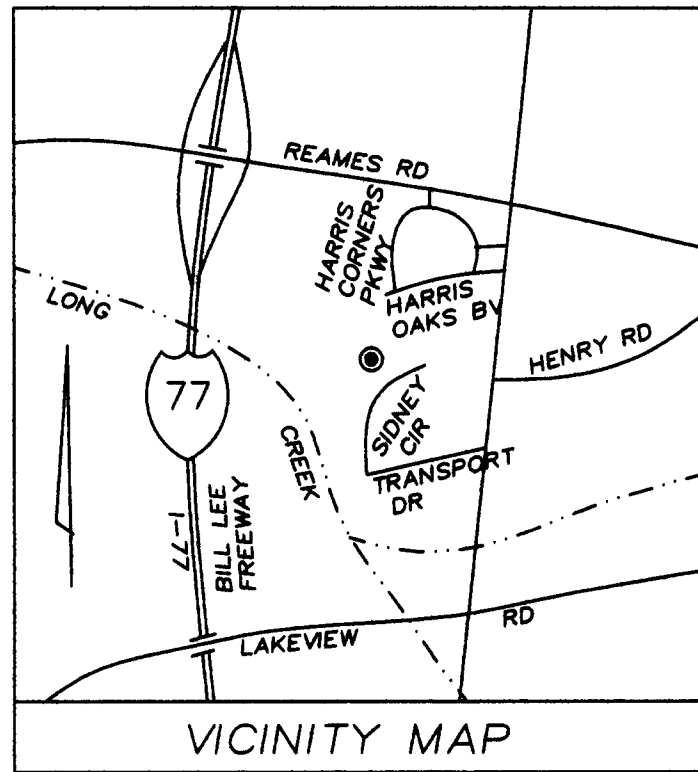 REAMES RD
HARRIS
CORNERS
PKWY
LONG
HARRIS
OAKS BV
HENRY RD
77
SIDNEY
CIR
CREEK
TRANSPORT
DR
I-77
BILL LEE
FREEWAY
LAKEVIEW
RD
VICINITY MAP